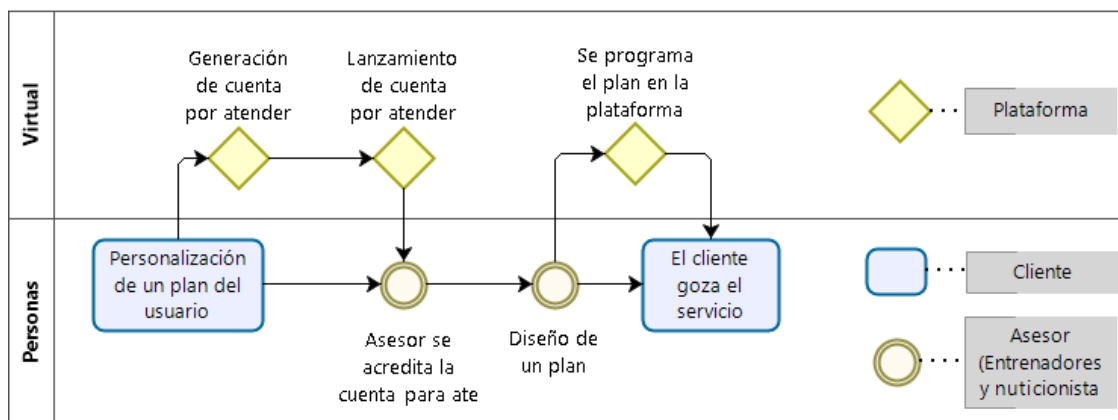 Virtual
Generación
de cuenta
por atender
Lanzamiento
de cuenta
por atender
Se programa
el plan en la
plataforma
Plataforma
Personas
Personalización
de un plan del
usuario
Asesor se
acredita la
cuenta para ate
Diseño de
un plan
El cliente
goza el
servicio
Cliente
Asesor
(Entrenadores
y nuticionista